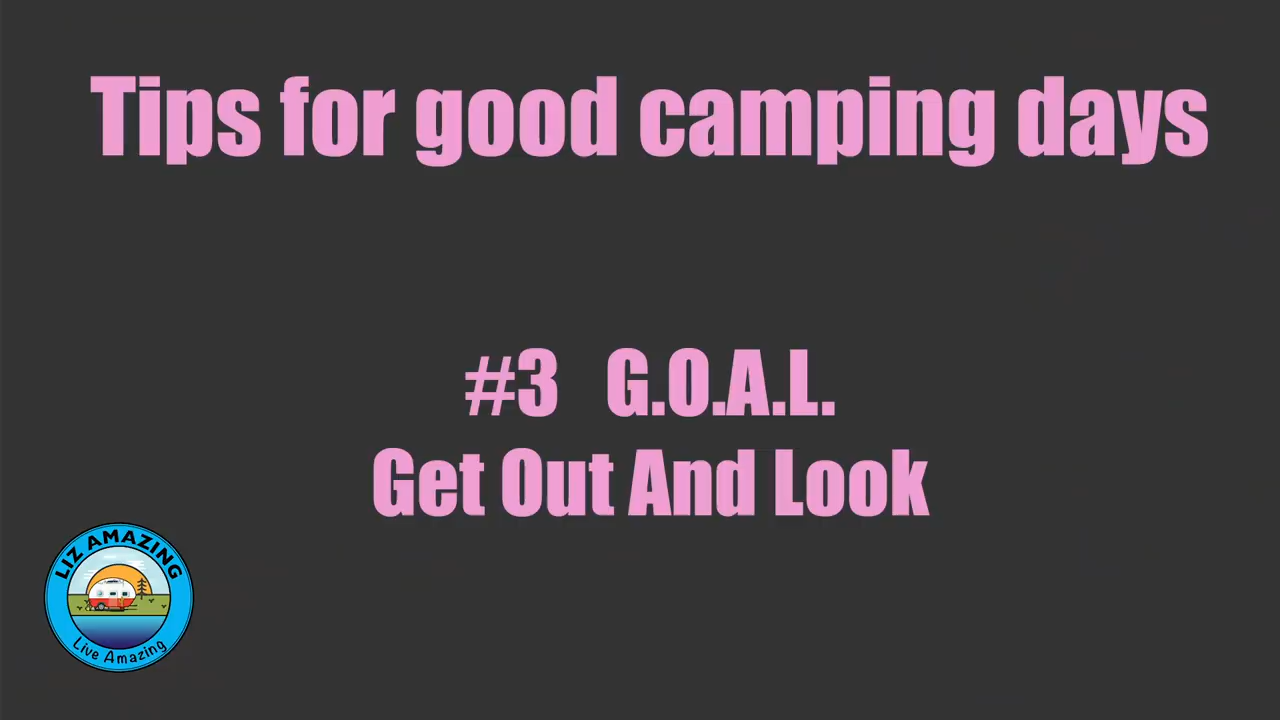 Tips for good camping days
#3 G.O.A.L.
Get Out And Look
LIZ AMAZING
Live Amazing